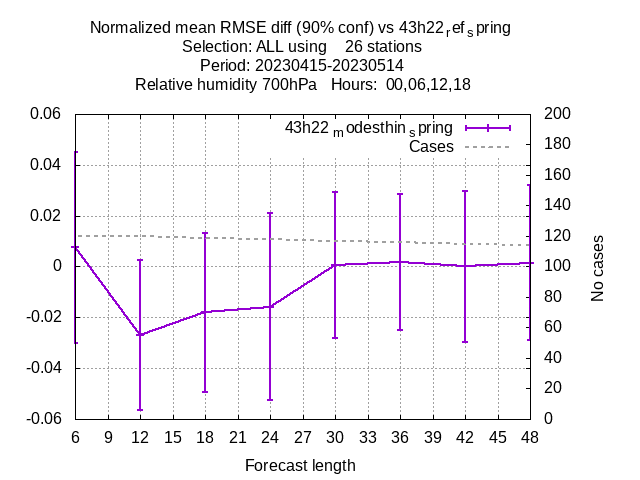 Normalized mean RMSE diff (90% conf) vs 43h22refspring
Selection: ALL using    26 stations
Period: 20230415-20230514
Relative humidity 700hPa   Hours:  00,06,12,18
43h22modesthinspring
Cases
0.06
0.04
0.02
0
-0.02
-0.04
-0.06
200
180
160
140
120
100
80
60
40
20
0
No cases
6 9 12 15 18 21 24 27 30 33 36 39 42 45 48
Forecast length